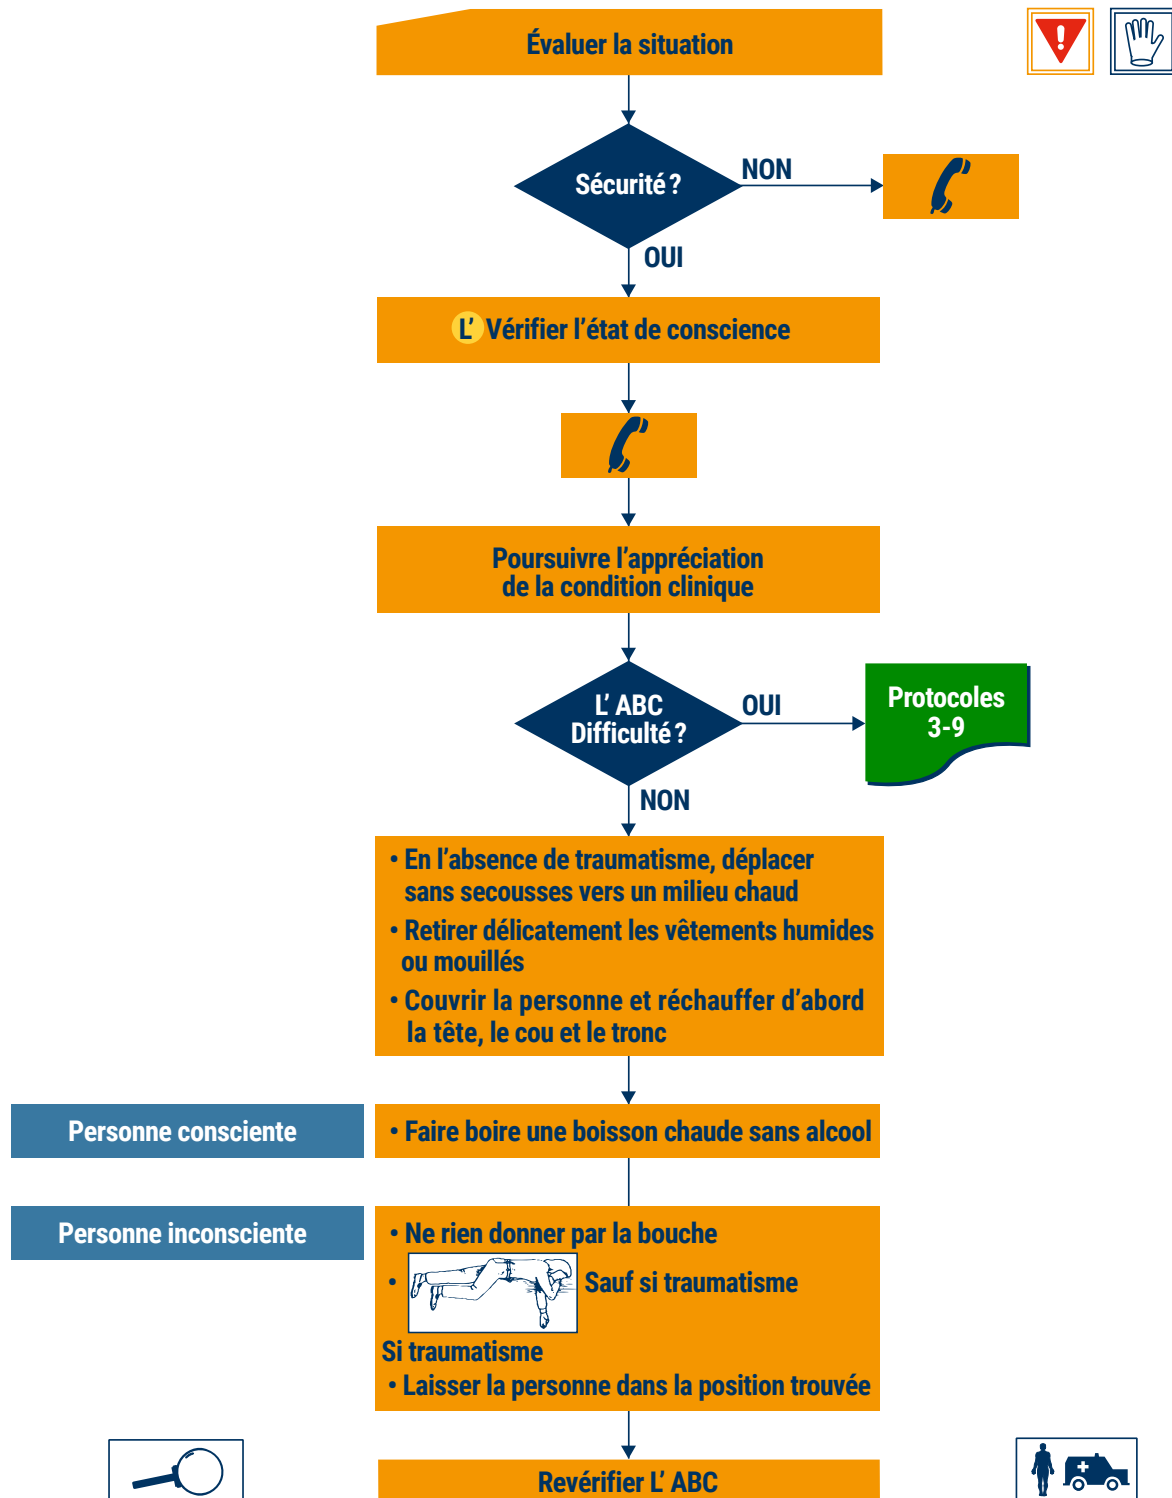 Évaluer la situation
Sécurité ?
NON
OUI
L' Vérifier l’état de conscience
Poursuivre l’appréciation
de la condition clinique
L’ ABC
Difficulté ?
OUI
Protocoles
3-9
NON
• En l’absence de traumatisme, déplacer
sans secousses vers un milieu chaud
• Retirer délicatement les vêtements humides
ou mouillés
• Couvrir la personne et réchauffer d’abord
la tête, le cou et le tronc
Personne consciente
• Faire boire une boisson chaude sans alcool
Personne inconsciente
• Ne rien donner par la bouche
• Sauf si traumatisme
Si traumatisme
• Laisser la personne dans la position trouvée
Revérifier L’ ABC